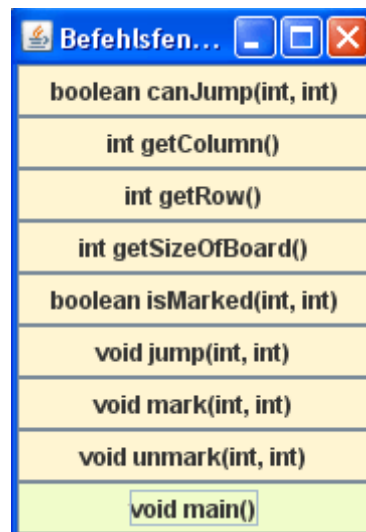 Befehlsfen...
boolean canJump(int, int)
int getColumn()
int getRow()
int getSizeOfBoard()
boolean isMarked(int, int)
void jump(int, int)
void mark(int, int)
void unmark(int, int)
void main()